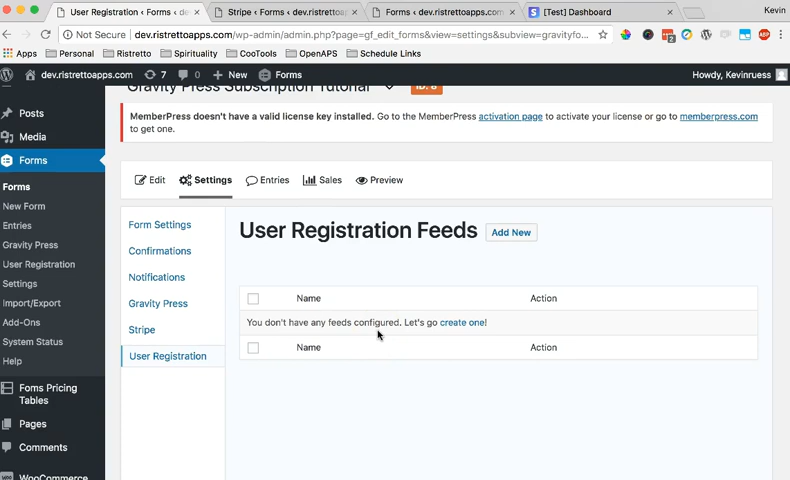 User Registration ‹ Forms ‹ de
Stripe ‹ Forms ‹ dev.ristrettoap
Forms ‹ dev.ristrettoapps.com
[Test] Dashboard
Kevin
Not Secure dev.ristrettoapps.com/wp-admin/admin.php?page=gf_edit_forms&view=settings&subview=gravityfo...
Apps Personal Ristretto Spirituality CooTools OpenAPS Schedule Links
dev.ristrettoapps.com 7 0 + New Forms Howdy, Kevinruess
Gravity Press Subscription Tutorial ID: 8
MemberPress doesn't have a valid license key installed. Go to the MemberPress activation page to activate your license or go to memberpress.com
to get one.
Edit Settings Entries Sales Preview
Posts
Media
Forms
Forms
New Form
Entries
Gravity Press
User Registration
Settings
Import/Export
Add-Ons
System Status
Help
Foms Pricing
Tables
Pages
Comments
WooCommerce
Form Settings
Confirmations
Notifications
Gravity Press
Stripe
User Registration
User Registration Feeds Add New
Name Action
You don't have any feeds configured. Let's go create one!
Name Action